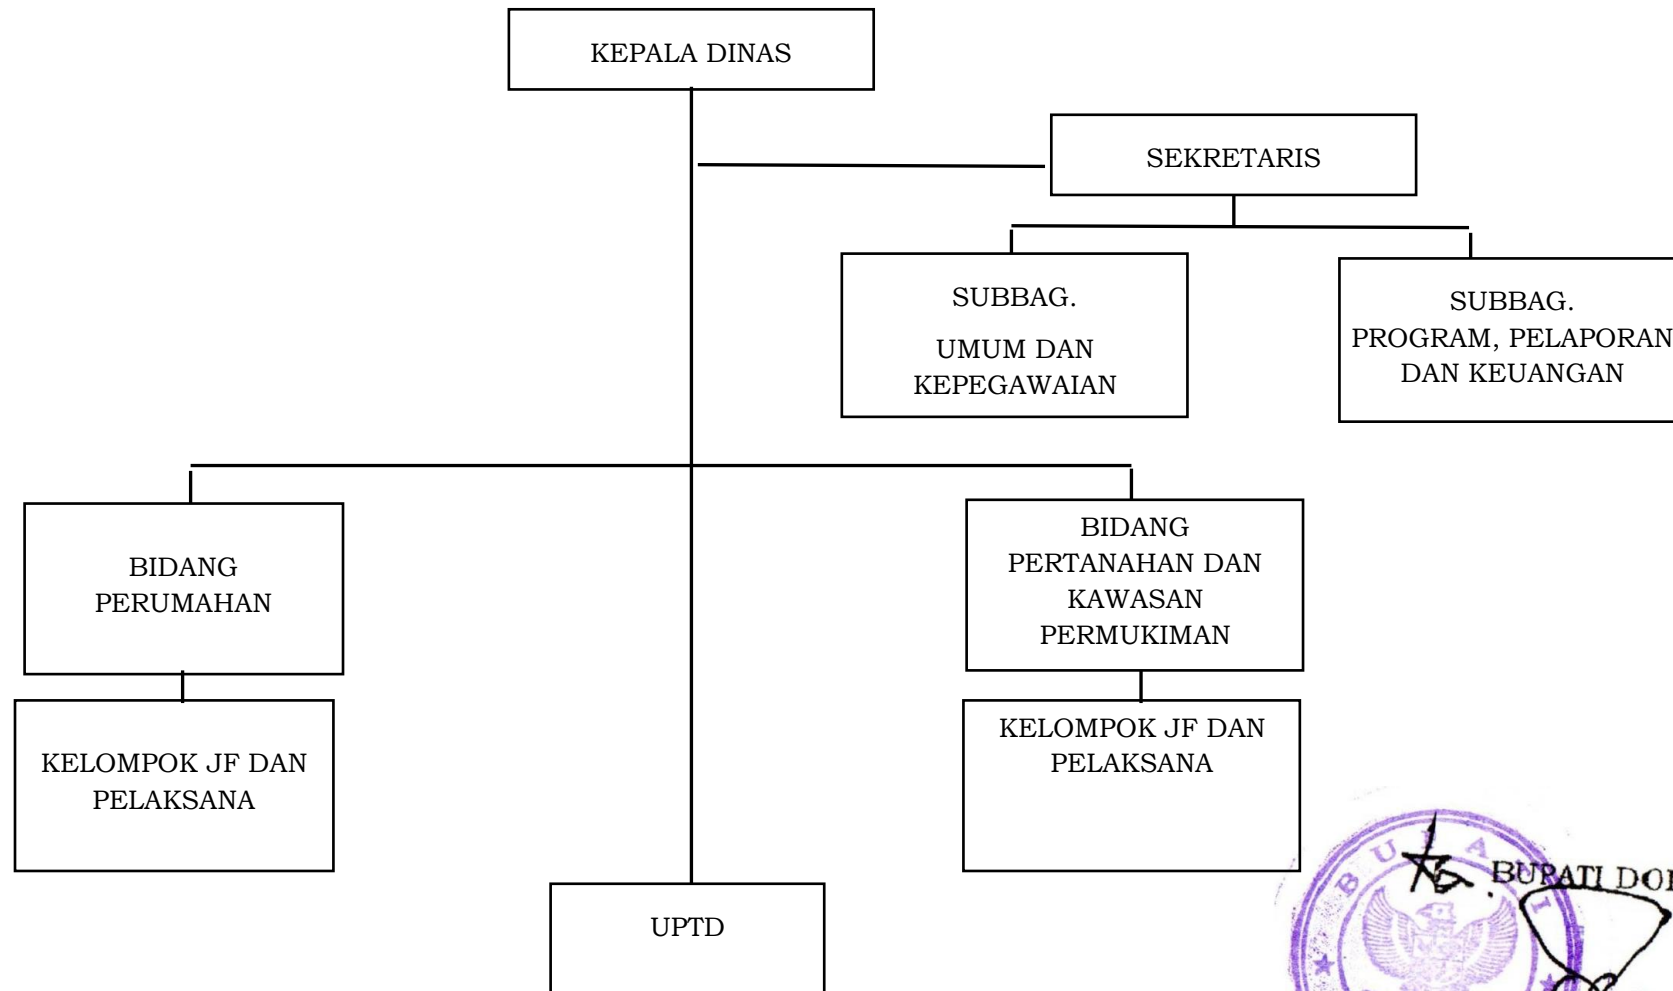 KEPALA DINAS
SEKRETARIS
SUBBAG.
UMUM DAN
KEPEGAWAIAN
SUBBAG.
PROGRAM, PELAPORAN
DAN KEUANGAN
BIDANG
PERUMAHAN
BIDANG
PERTANAHAN DAN
KAWASAN
PERMUKIMAN
KELOMPOK JF DAN
PELAKSANA
KELOMPOK JF DAN
PELAKSANA
UPTD
BUPATI
BUPATI